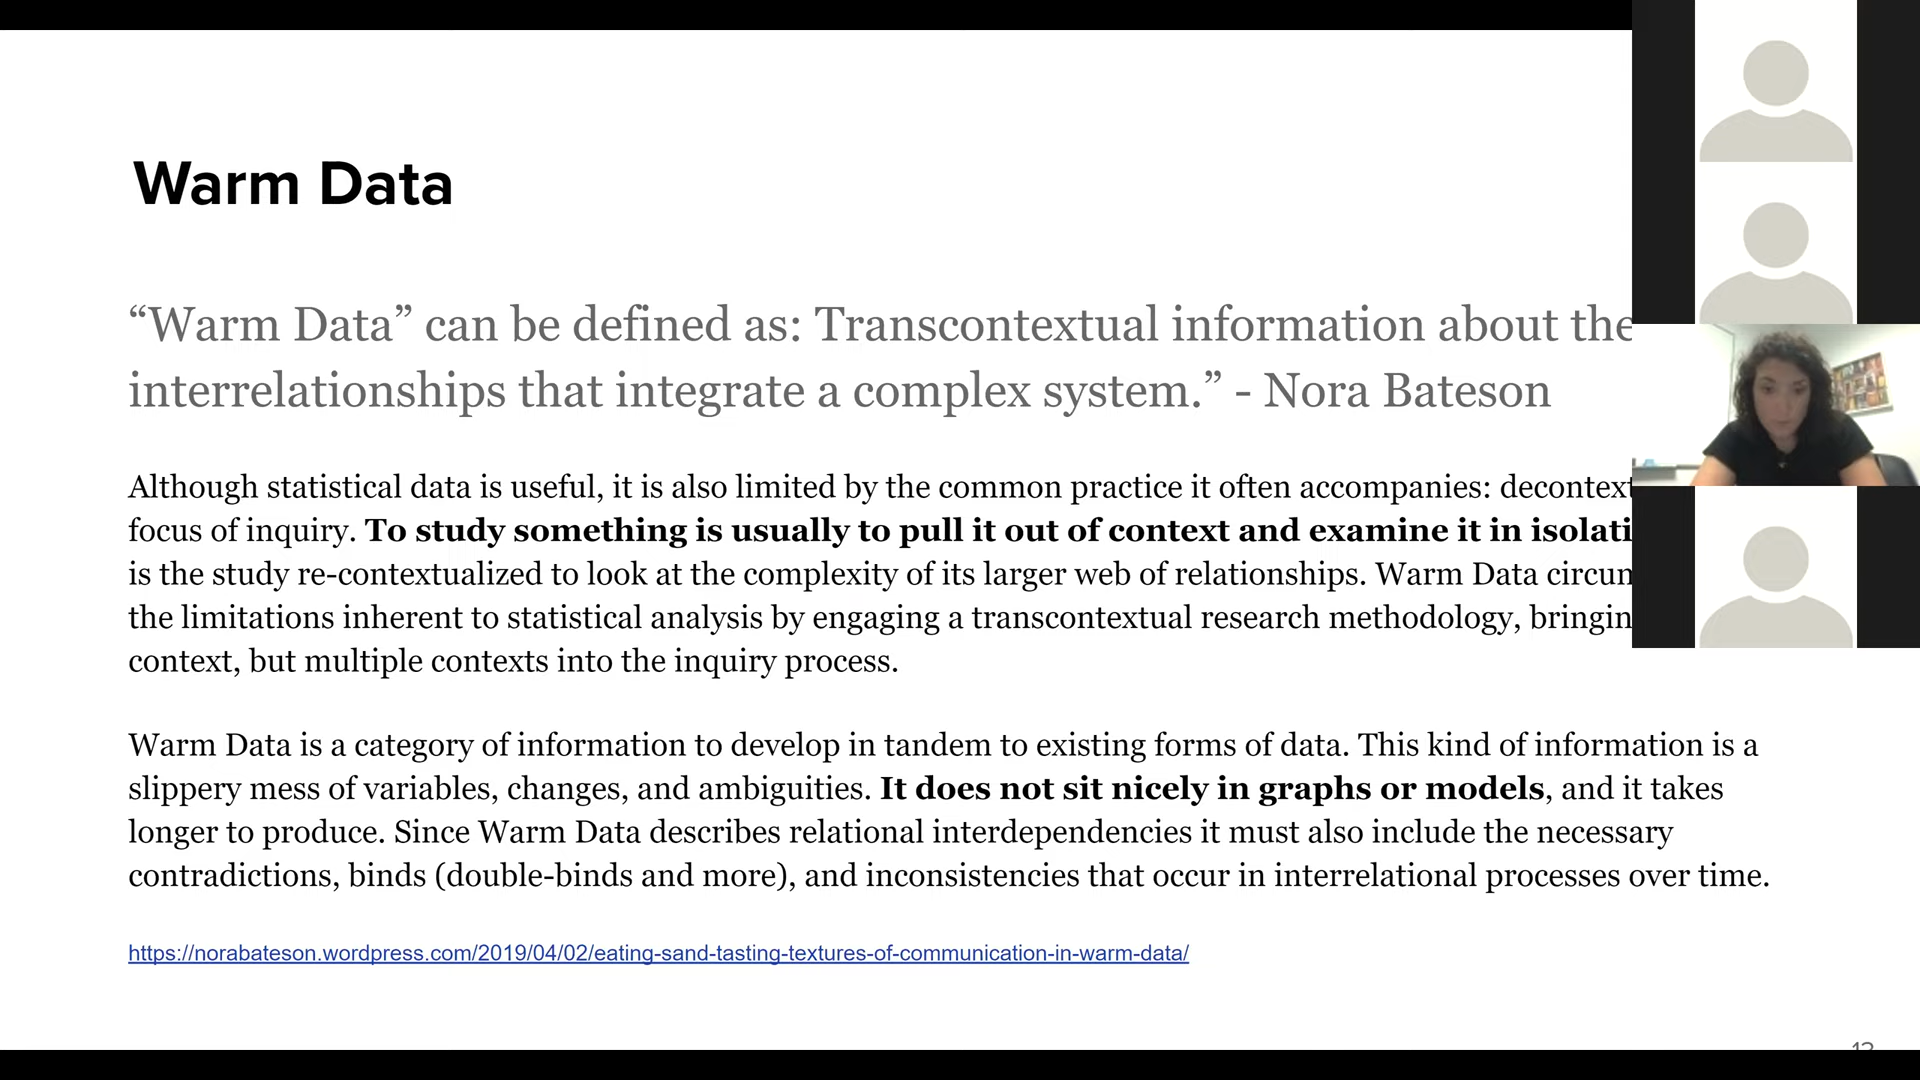 Warm Data
“Warm Data” can be defined as: Transcontextual information about the
interrelationships that integrate a complex system.” - Nora Bateson
Although statistical data is useful, it is also limited by the common practice it often accompanies: decontext
focus of inquiry. To study something is usually to pull it out of context and examine it in isolati
is the study re-contextualized to look at the complexity of its larger web of relationships. Warm Data circum
the limitations inherent to statistical analysis by engaging a transcontextual research methodology, bringin
context, but multiple contexts into the inquiry process.
Warm Data is a category of information to develop in tandem to existing forms of data. This kind of information is a
slippery mess of variables, changes, and ambiguities. It does not sit nicely in graphs or models, and it takes
longer to produce. Since Warm Data describes relational interdependencies it must also include the necessary
contradictions, binds (double-binds and more), and inconsistencies that occur in interrelational processes over time.
https://norabateson.wordpress.com/2019/04/02/eating-sand-tasting-textures-of-communication-in-warm-data/